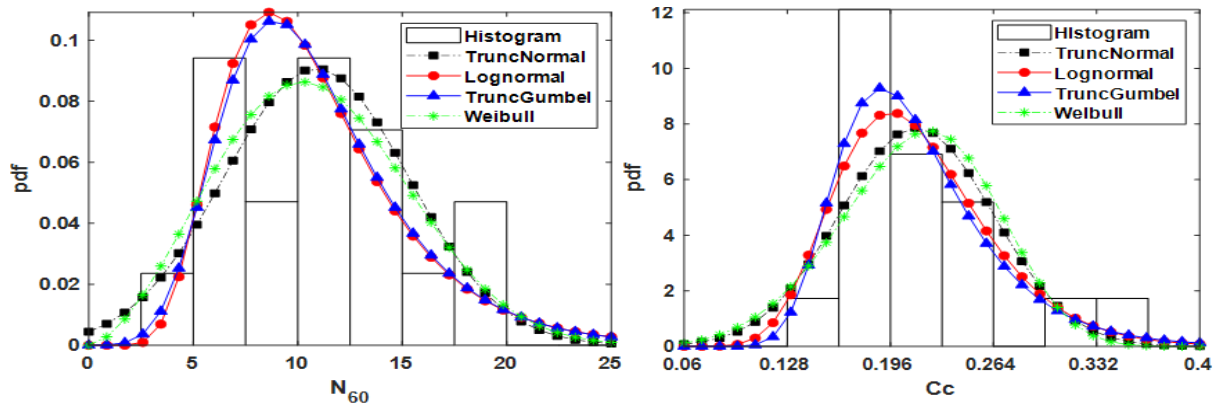 0.1
0.08
0.06
0.04
0.02
0
pdf
0 5 10 15 20 25
N60
Histogram
TruncNormal
Lognormal
TruncGumbel
Weibull
12
10
8
6
4
2
0
pdf
0.06 0.128 0.196 0.264 0.332 0.4
Cc
Histogram
TruncNormal
Lognormal
TruncGumbel
Weibull